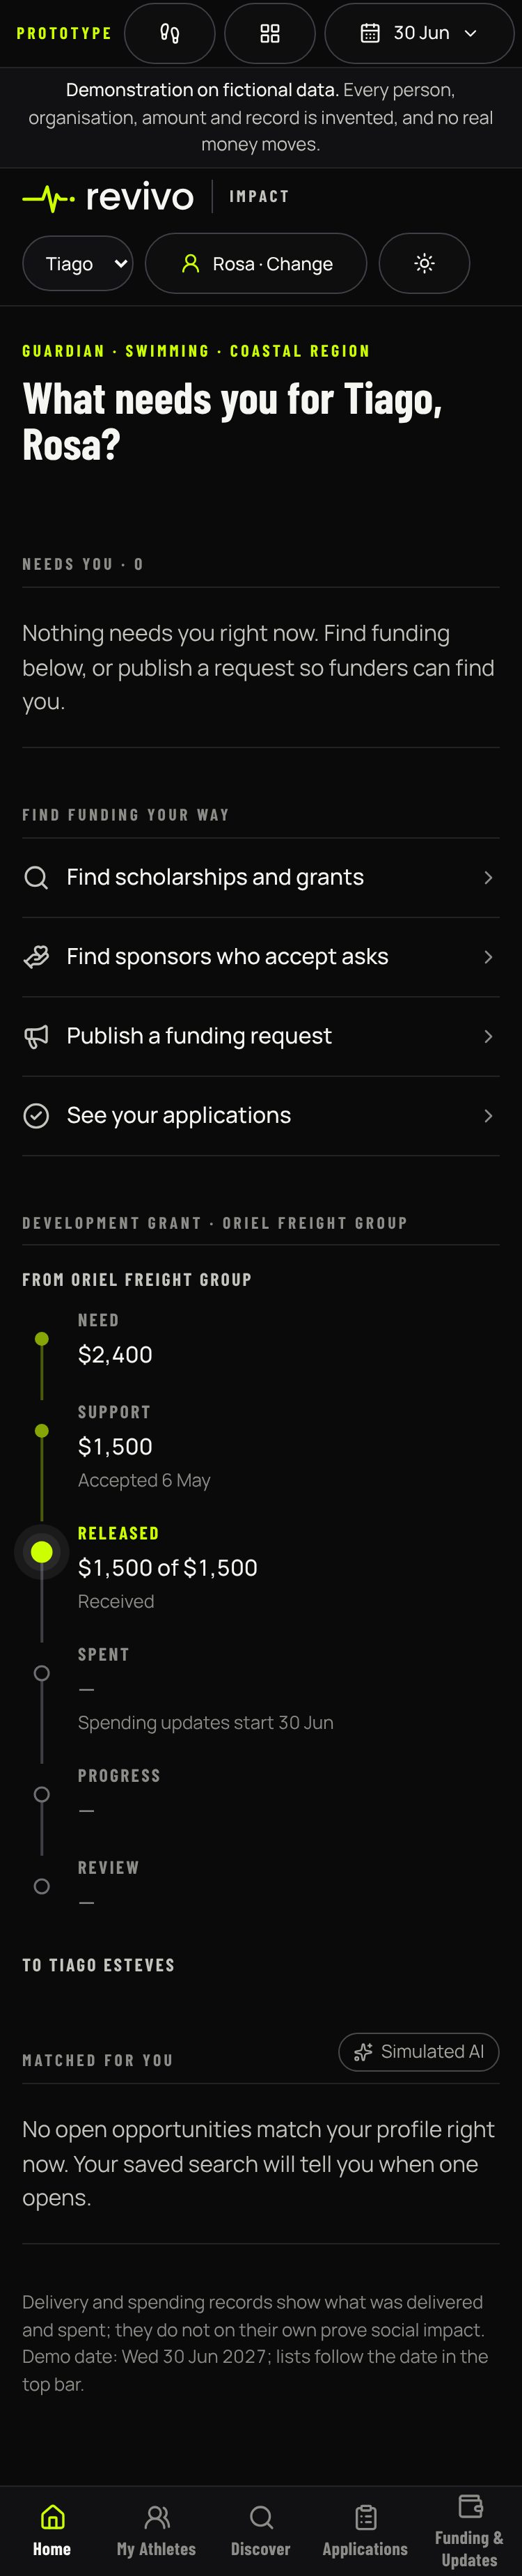 PROTOTYPE
30 Jun
Demonstration on fictional data. Every person,
organisation, amount and record is invented, and no real
money moves.
revivo
IMPACT
Tiago
Rosa · Change
GUARDIAN · SWIMMING · COASTAL REGION
What needs you for Tiago,
Rosa?
NEEDS YOU · 0
Nothing needs you right now. Find funding
below, or publish a request so funders can find
you.
FIND FUNDING YOUR WAY
Find scholarships and grants
Find sponsors who accept asks
Publish a funding request
See your applications
DEVELOPMENT GRANT · ORIEL FREIGHT GROUP
FROM ORIEL FREIGHT GROUP
NEED
$2,400
SUPPORT
$1,500
Accepted 6 May
RELEASED
$1,500 of $1,500
Received
SPENT
—
Spending updates start 30 Jun
PROGRESS
—
REVIEW
—
TO TIAGO ESTEVES
MATCHED FOR YOU
Simulated AI
No open opportunities match your profile right
now. Your saved search will tell you when one
opens.
Delivery and spending records show what was delivered
and spent; they do not on their own prove social impact.
Demo date: Wed 30 Jun 2027; lists follow the date in the
top bar.
Home
My Athletes
Discover
Applications
Funding &
Updates